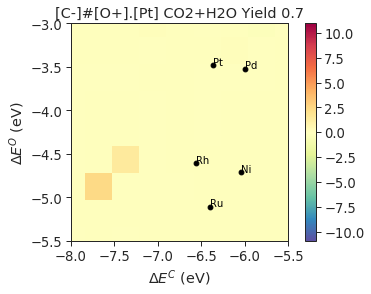 [C-]#[O+].[Pt] CO2+H2O Yield 0.7
−3.0
−3.5
−4.0
−4.5
−5.0
−5.5
ΔE^O (eV)
Pt
Pd
Rh
Ni
Ru
−8.0 −7.5 −7.0 −6.5 −6.0 −5.5
ΔE^C (eV)
10.0
7.5
5.0
2.5
0.0
−2.5
−5.0
−7.5
−10.0